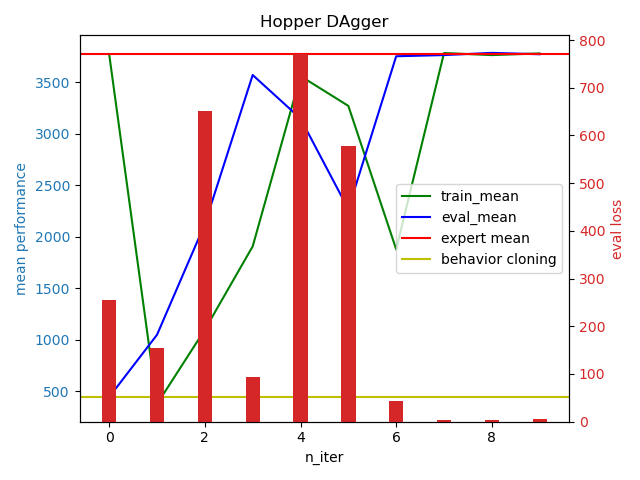 Hopper DAgger
mean performance
3500
3000
2500
2000
1500
1000
500
800
700
600
500
400
300
200
100
0
eval loss
train_mean
eval_mean
expert mean
behavior cloning
0 2 4 6 8
n_iter